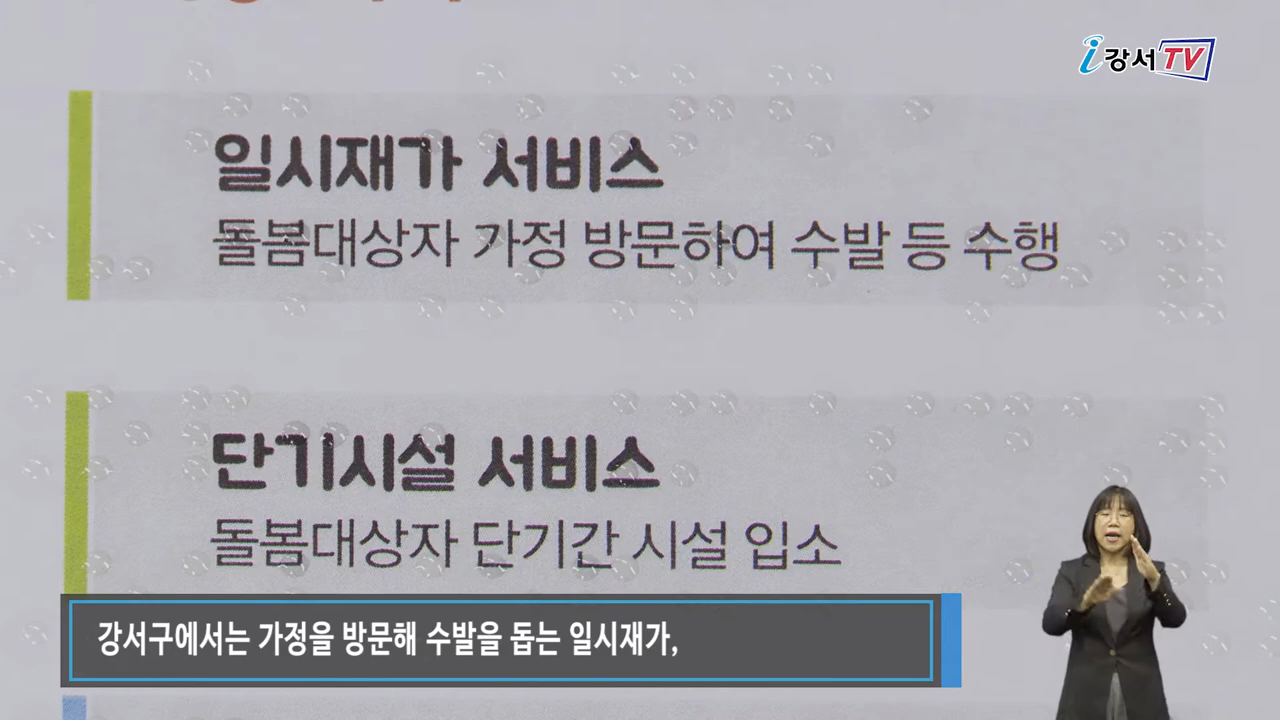 i강서TV
일시재가 서비스
돌봄대상자 가정 방문하여 수발 등 수행
단기시설 서비스
돌봄대상자 단기간 시설 입소
강서구에서는 가정을 방문해 수발을 돕는 일시재가,